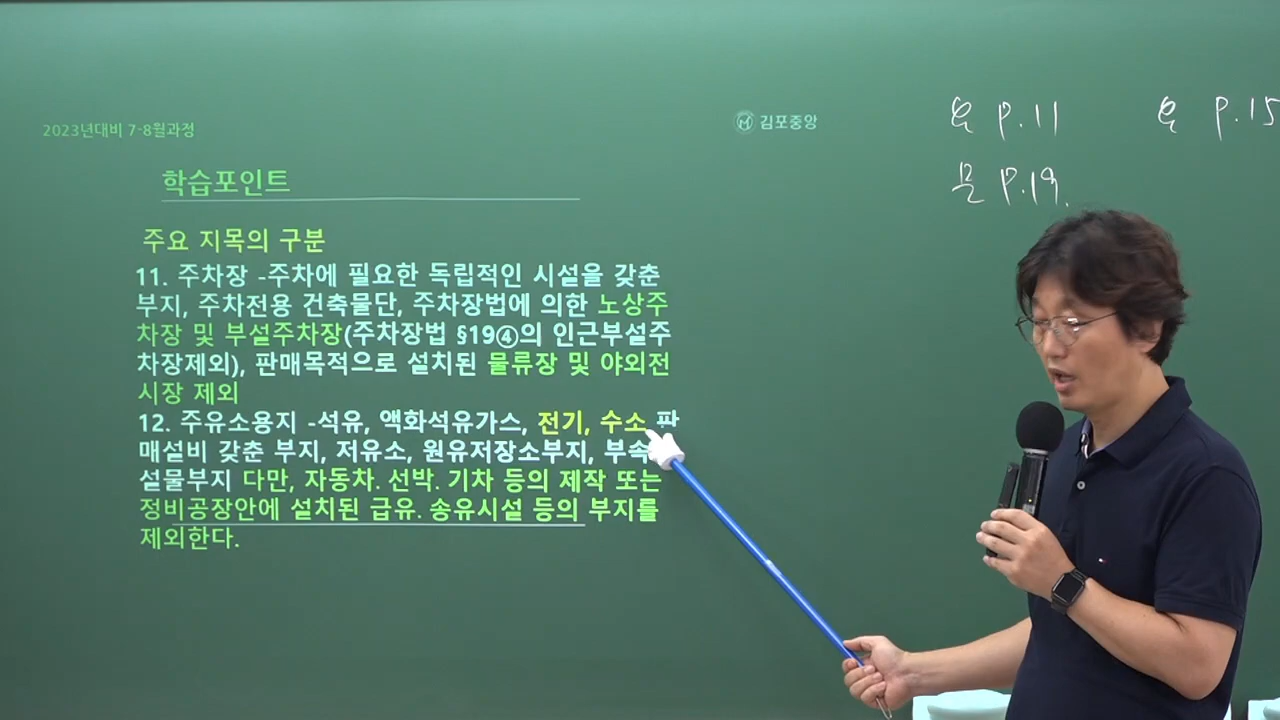 2023년대비 7-8월과정
김포중앙
요 P.11
요 P.15
문 P.19.
학습포인트
주요 지목의 구분
11. 주차장 -주차에 필요한 독립적인 시설을 갖춘
부지, 주차전용 건축물단, 주차장법에 의한 노상주
차장 및 부설주차장(주차장법 §19④의 인근부설주
차장제외), 판매목적으로 설치된 물류장 및 야외전
시장 제외
12. 주유소용지 -석유, 액화석유가스, 전기, 수소 판
매설비 갖춘 부지, 저유소, 원유저장소부지, 부속
설물부지 다만, 자동차. 선박. 기차 등의 제작 또는
정비공장안에 설치된 급유. 송유시설 등의 부지를
제외한다.